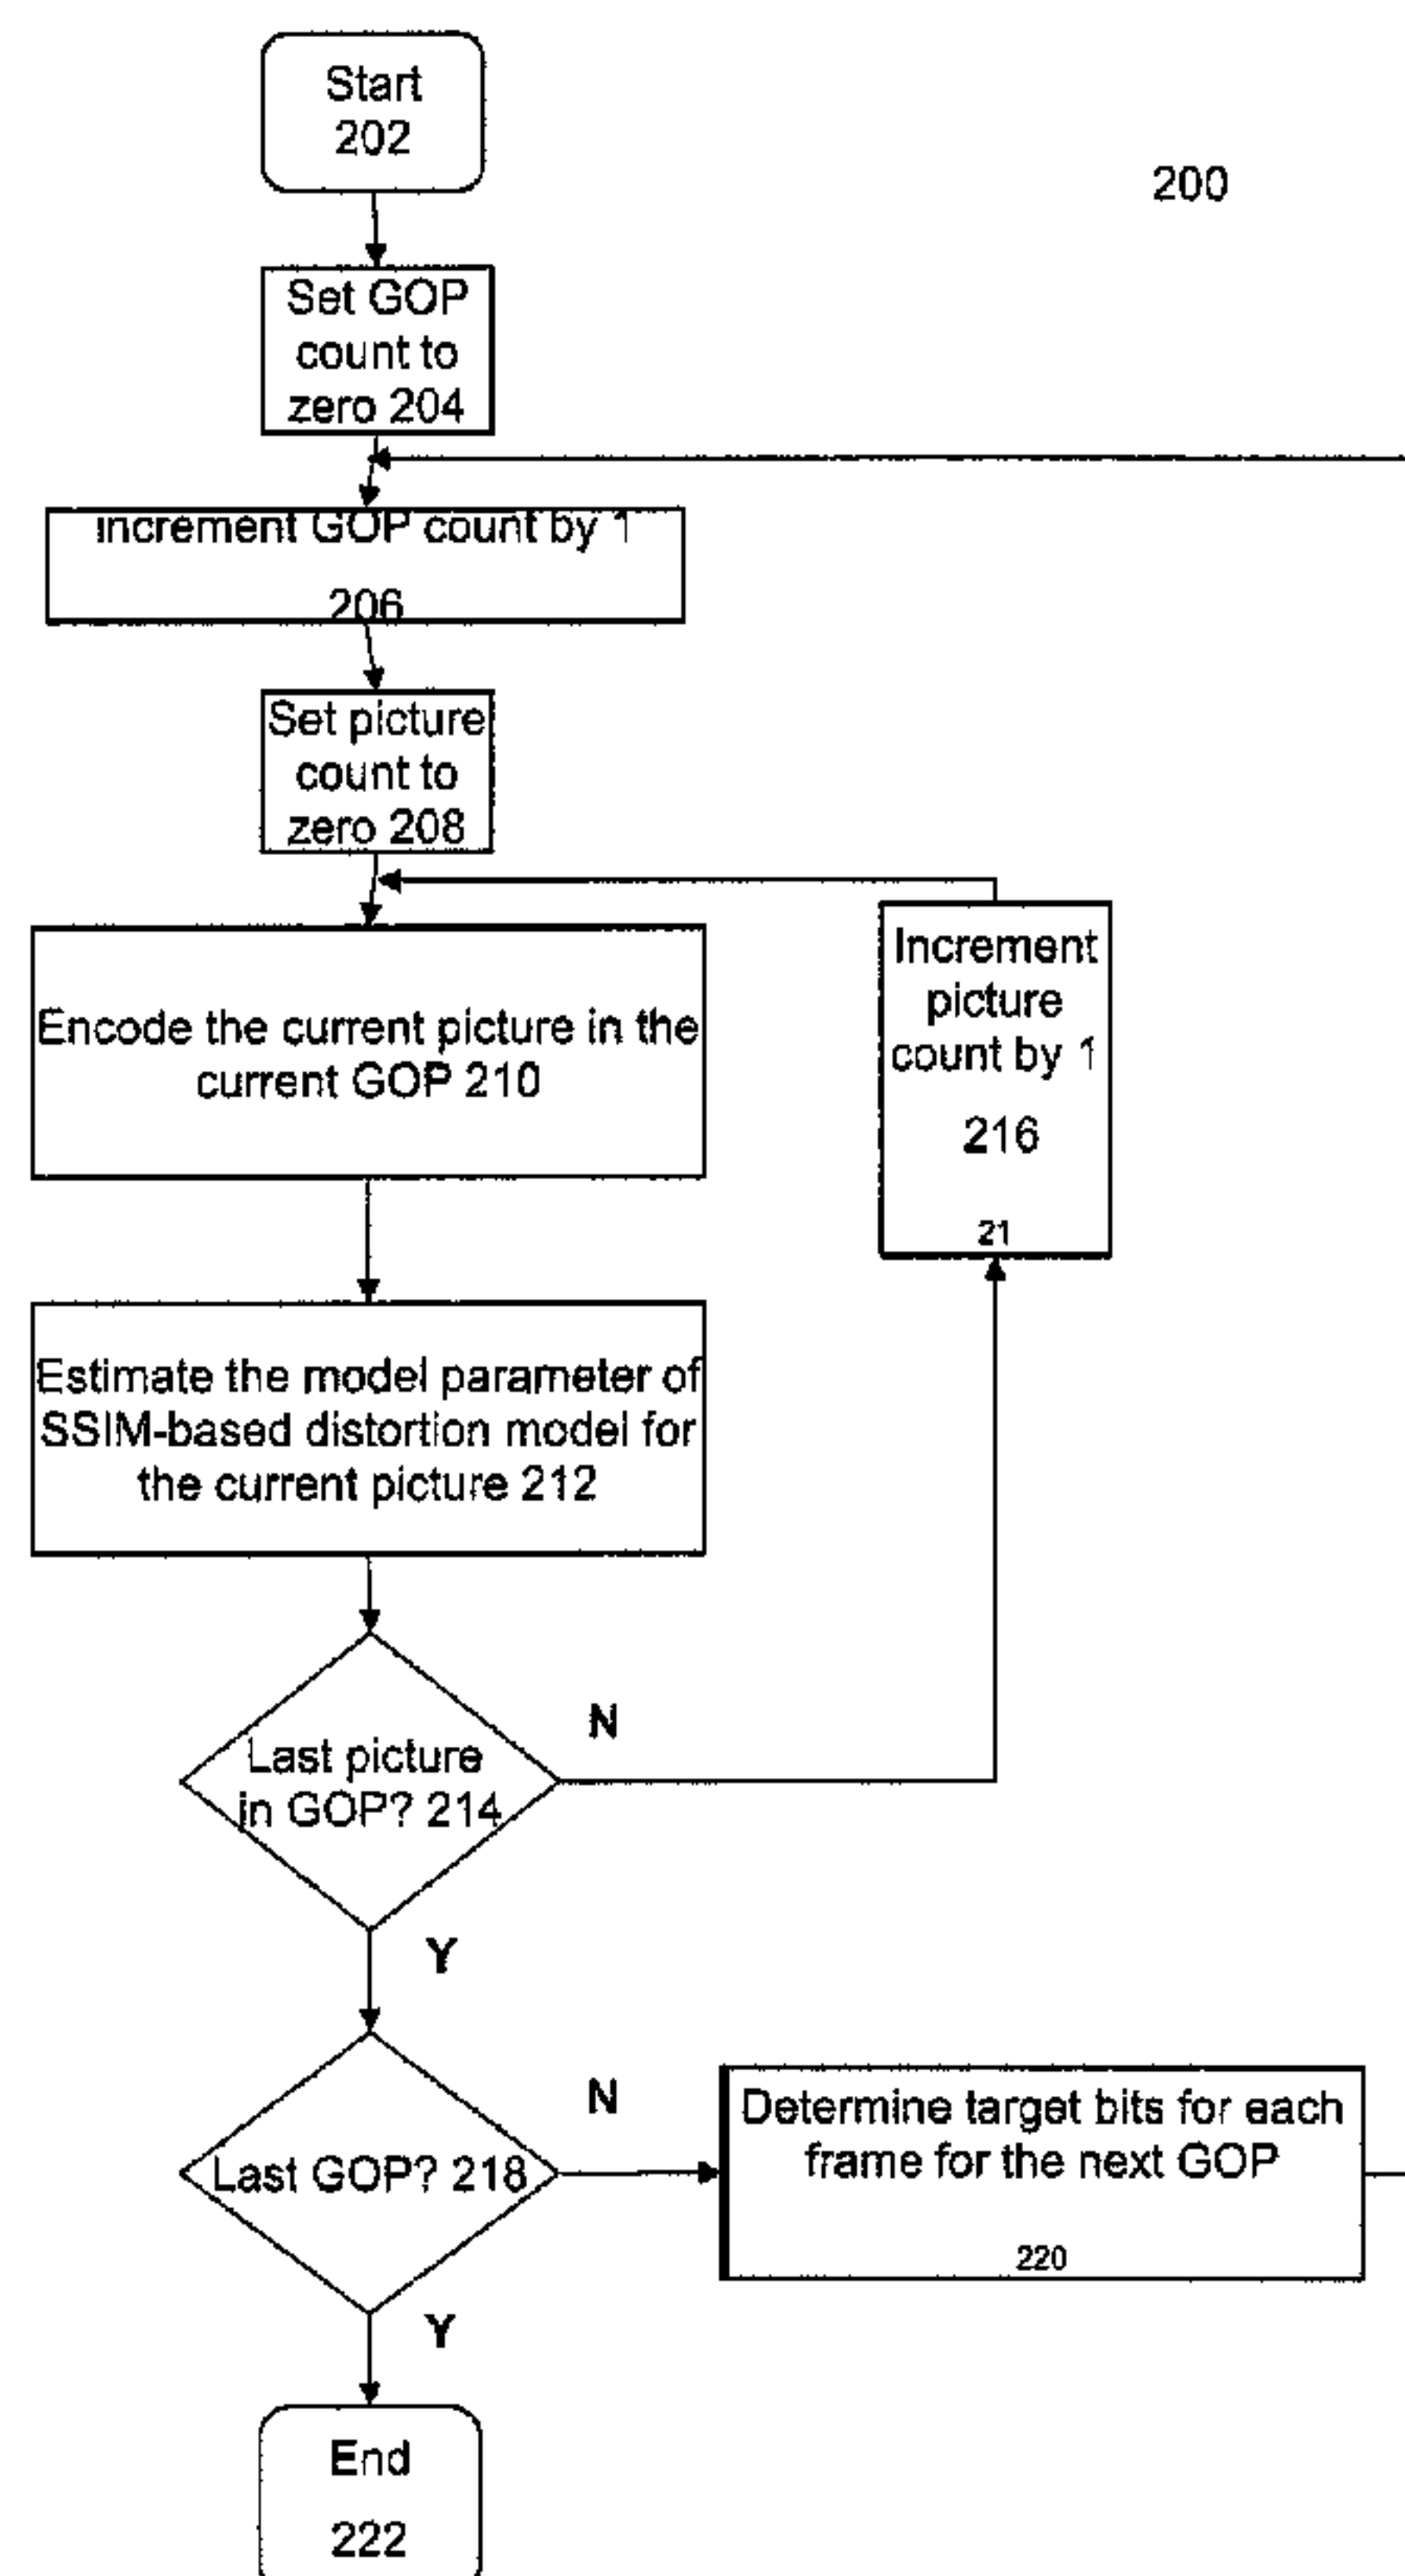 Start
202
200
Set GOP
count to
zero 204
Increment GOP count by 1
206
Set picture
count to
zero 208
Encode the current picture in the
current GOP 210
Increment
picture
count by 1
216
21
Estimate the model parameter of
SSIM-based distortion model for
the current picture 212
Last picture
in GOP? 214
N
Y
Last GOP? 218
N
Determine target bits for each
frame for the next GOP
220
Y
End
222